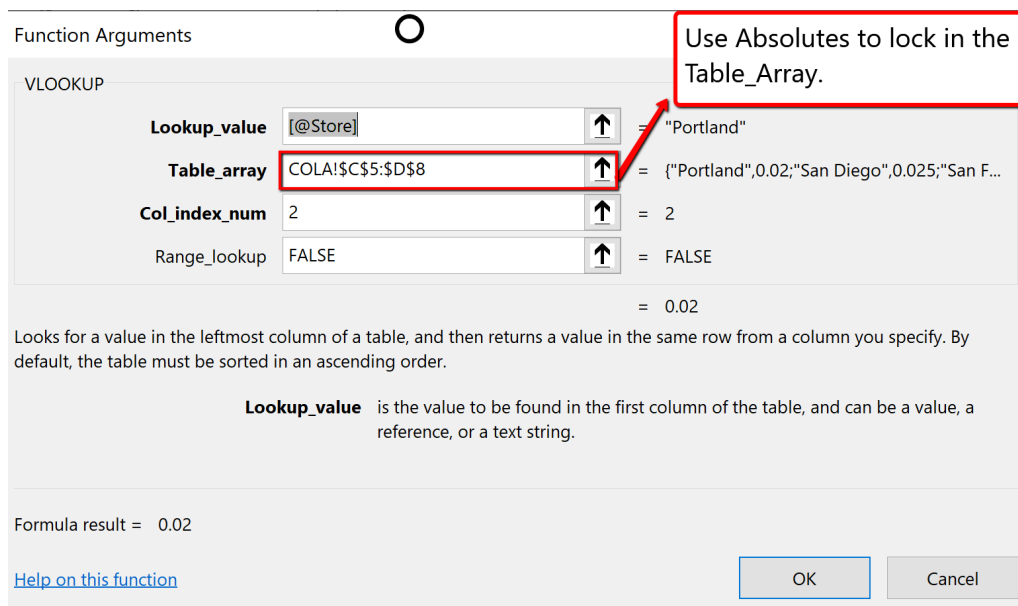 Function Arguments
Use Absolutes to lock in the
Table_Array.
VLOOKUP
Lookup_value [@Store] = "Portland"
Table_array COLA!$C$5:$D$8 = {"Portland",0.02;"San Diego",0.025;"San F...
Col_index_num 2 = 2
Range_lookup FALSE = FALSE
= 0.02
Looks for a value in the leftmost column of a table, and then returns a value in the same row from a column you specify. By
default, the table must be sorted in an ascending order.
Lookup_value is the value to be found in the first column of the table, and can be a value, a
reference, or a text string.
Formula result = 0.02
Help on this function
OK
Cancel